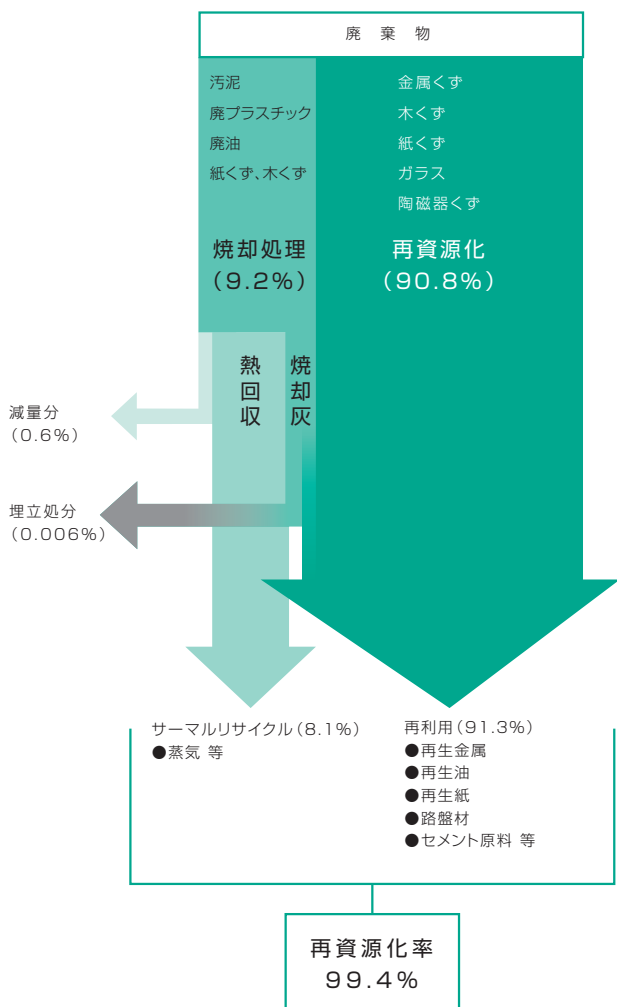 廃棄物
汚泥
廃プラスチック
廃油
紙くず、木くず
焼却処理
(9.2%)
金属くず
木くず
紙くず
ガラス
陶磁器くず
再資源化
(90.8%)
熱回収
焼却灰
減量分
(0.6%)
埋立処分
(0.006%)
サーマルリサイクル(8.1%)
●蒸気 等
再利用(91.3%)
●再生金属
●再生油
●再生紙
●路盤材
●セメント原料 等
再資源化率
99.4%